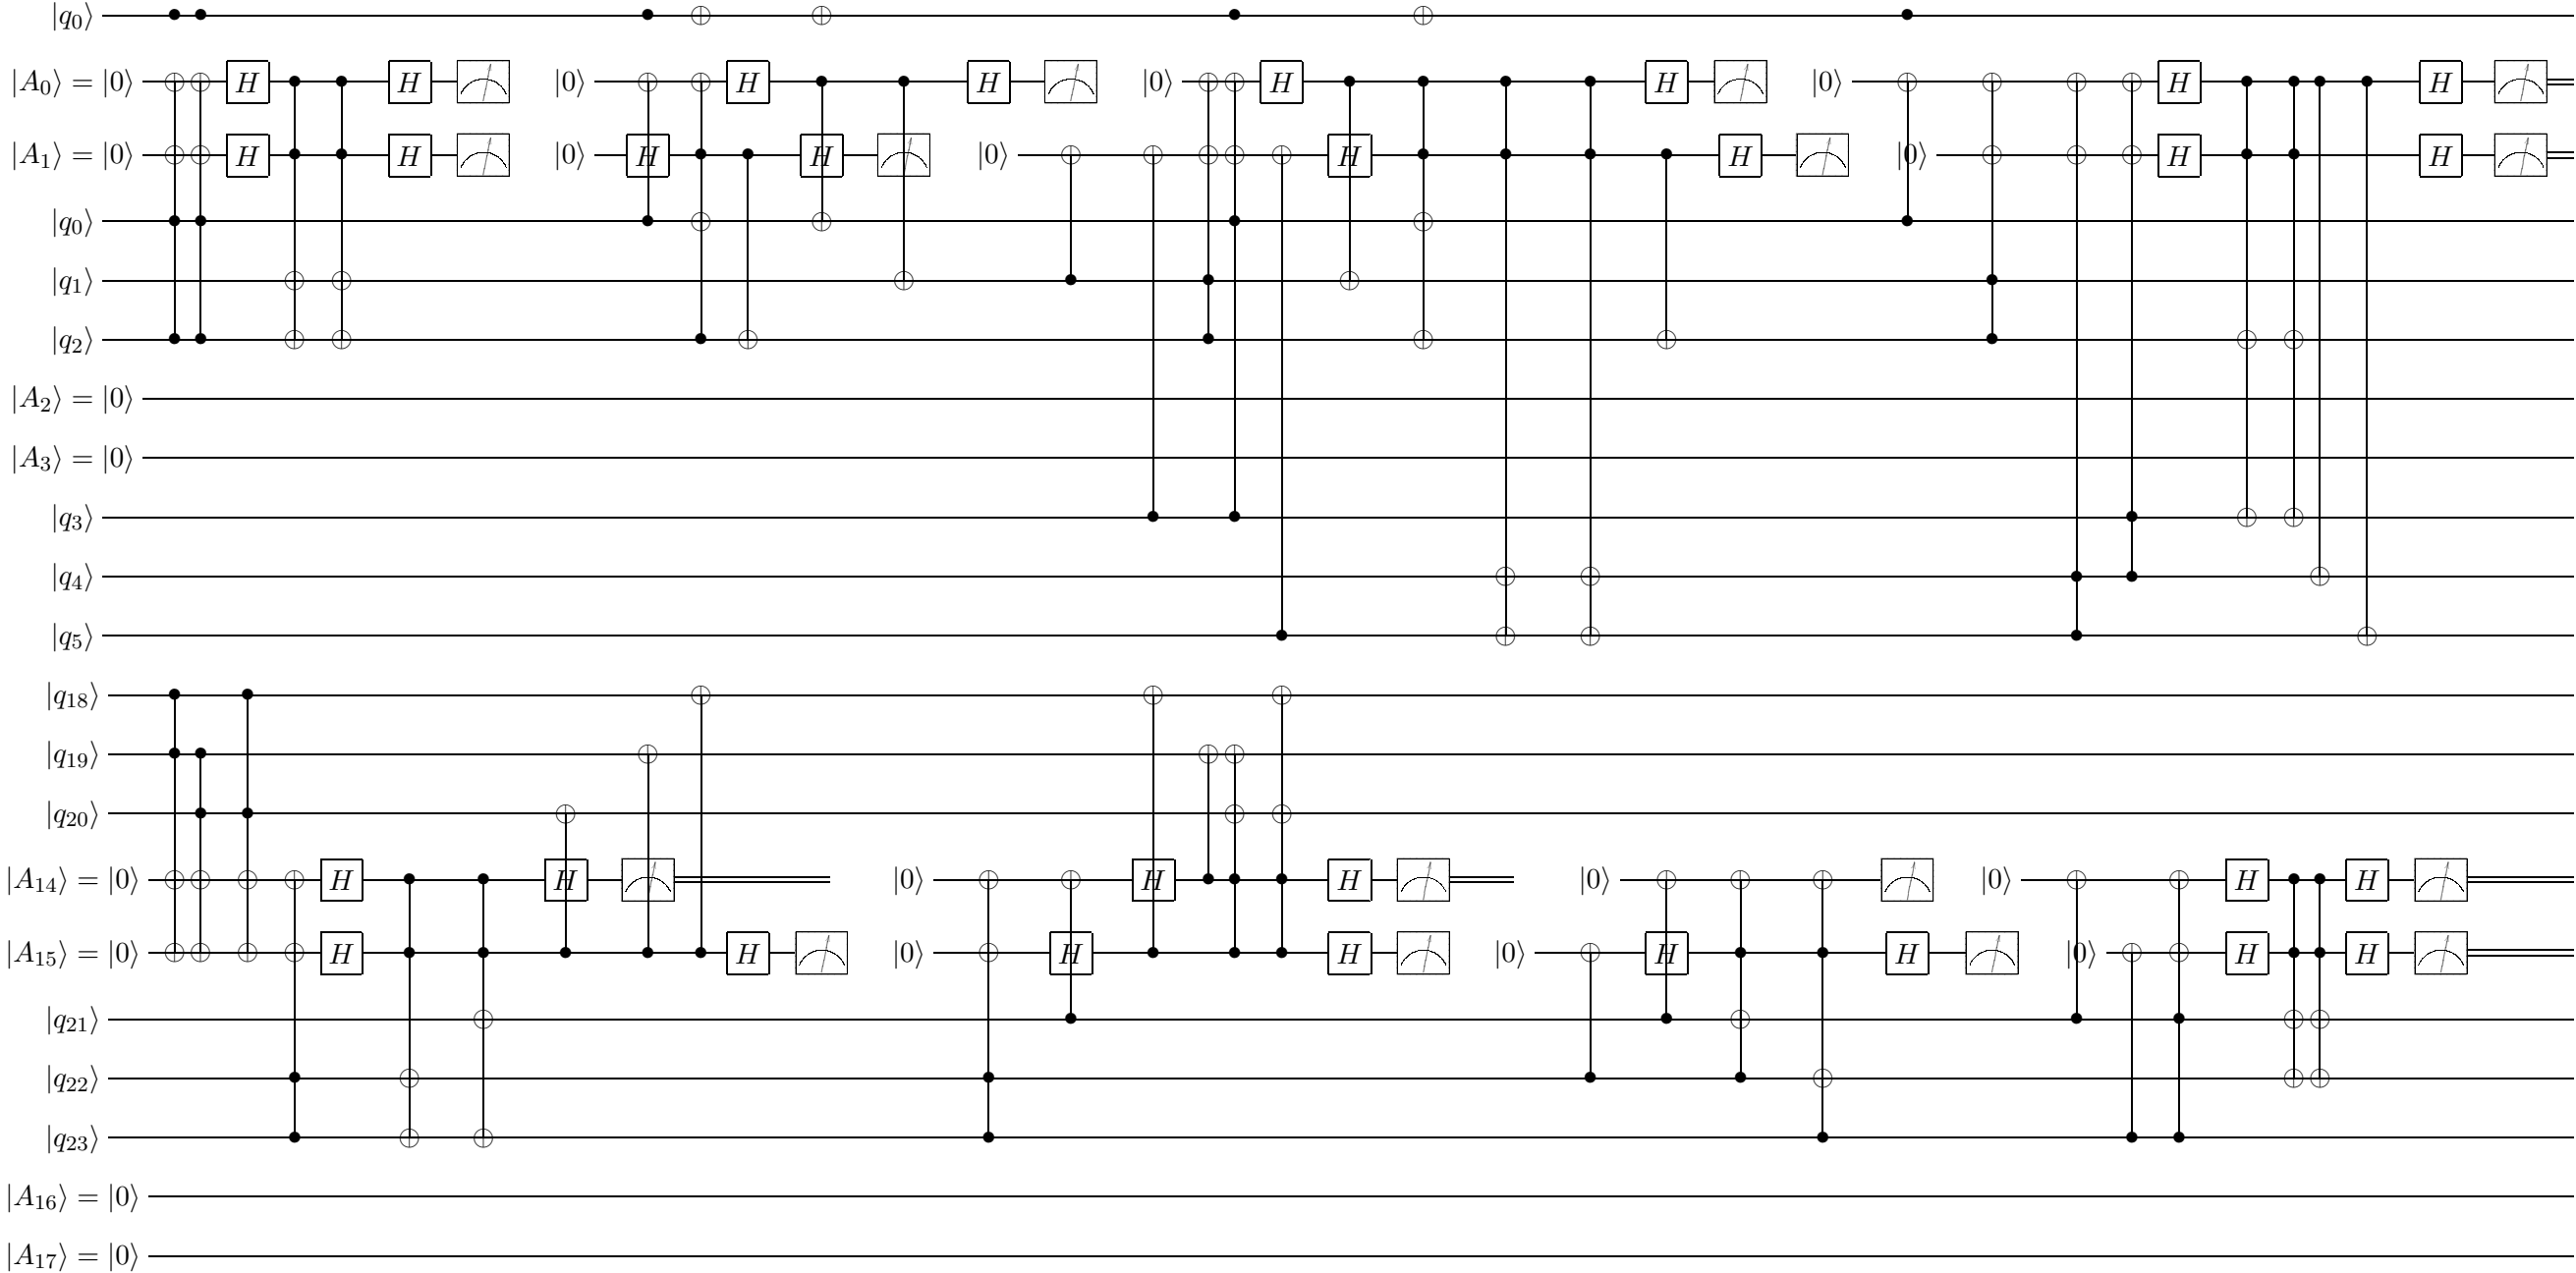 |q₀⟩
|A₀⟩ = |0⟩ H H |0⟩ H H |0⟩ H H |0⟩ H H
|A₁⟩ = |0⟩ H H |0⟩ H H |0⟩ H H |0⟩ H H
|q₀⟩
|q₁⟩
|q₂⟩
|A₂⟩ = |0⟩
|A₃⟩ = |0⟩
|q₃⟩
|q₄⟩
|q₅⟩
|q₁₈⟩
|q₁₉⟩
|q₂₀⟩
|A₁₄⟩ = |0⟩ H H |0⟩ H H |0⟩ |0⟩ H H
|A₁₅⟩ = |0⟩ H H |0⟩ H H |0⟩ H H |0⟩ H H
|q₂₁⟩
|q₂₂⟩
|q₂₃⟩
|A₁₆⟩ = |0⟩
|A₁₇⟩ = |0⟩